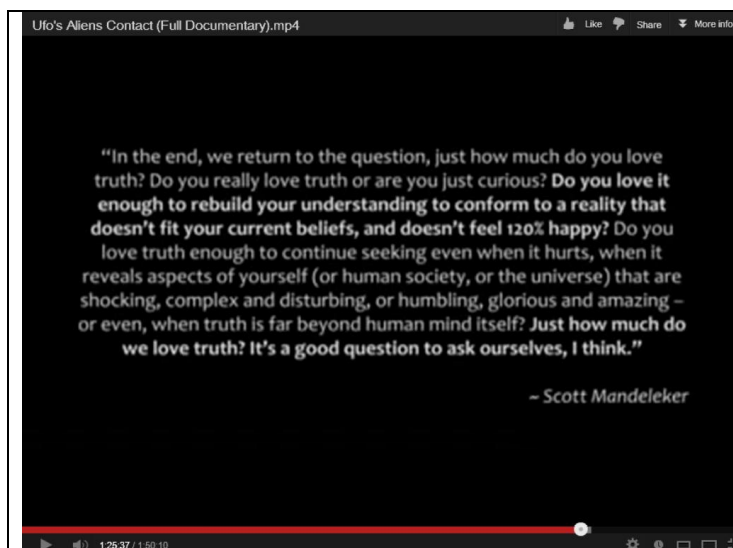 Ufo's Aliens Contact (Full Documentary).mp4
Like Share More info
“In the end, we return to the question, just how much do you love
truth? Do you really love truth or are you just curious? Do you love it
enough to rebuild your understanding to conform to a reality that
doesn’t fit your current beliefs, and doesn’t feel 120% happy? Do you
love truth enough to continue seeking even when it hurts, when it
reveals aspects of yourself (or human society, or the universe) that are
shocking, complex and disturbing, or humbling, glorious and amazing –
or even, when truth is far beyond human mind itself? Just how much do
we love truth? It’s a good question to ask ourselves, I think.”
~ Scott Mandeleker
1:25:37 / 1:50:10